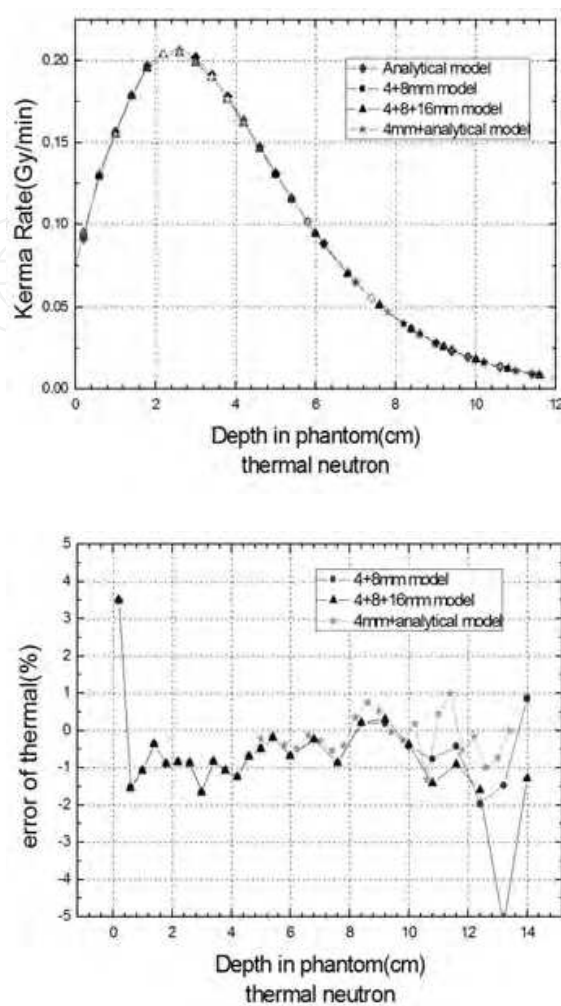 Kerma Rate(Gy/min)
0.20
0.15
0.10
0.05
0.00
Analytical model
4+8mm model
4+8+16mm model
4mm+analytical model
0 2 4 6 8 10 12
Depth in phantom(cm)
thermal neutron
error of thermal(%)
5
4
3
2
1
0
-1
-2
-3
-4
-5
4+8mm model
4+8+16mm model
4mm+analytical model
0 2 4 6 8 10 12 14
Depth in phantom(cm)
thermal neutron